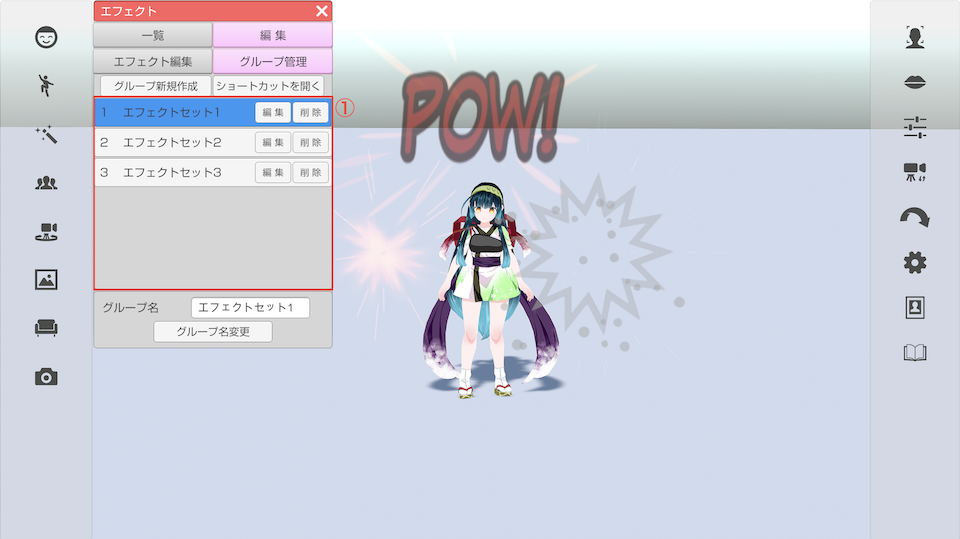 エフェクト
一覧 編 集
エフェクト編集 グループ管理
グループ新規作成 ショートカットを開く
1 エフェクトセット1 編 集 削 除 ①
2 エフェクトセット2 編 集 削 除
3 エフェクトセット3 編 集 削 除
グループ名 エフェクトセット1
グループ名変更
POW!